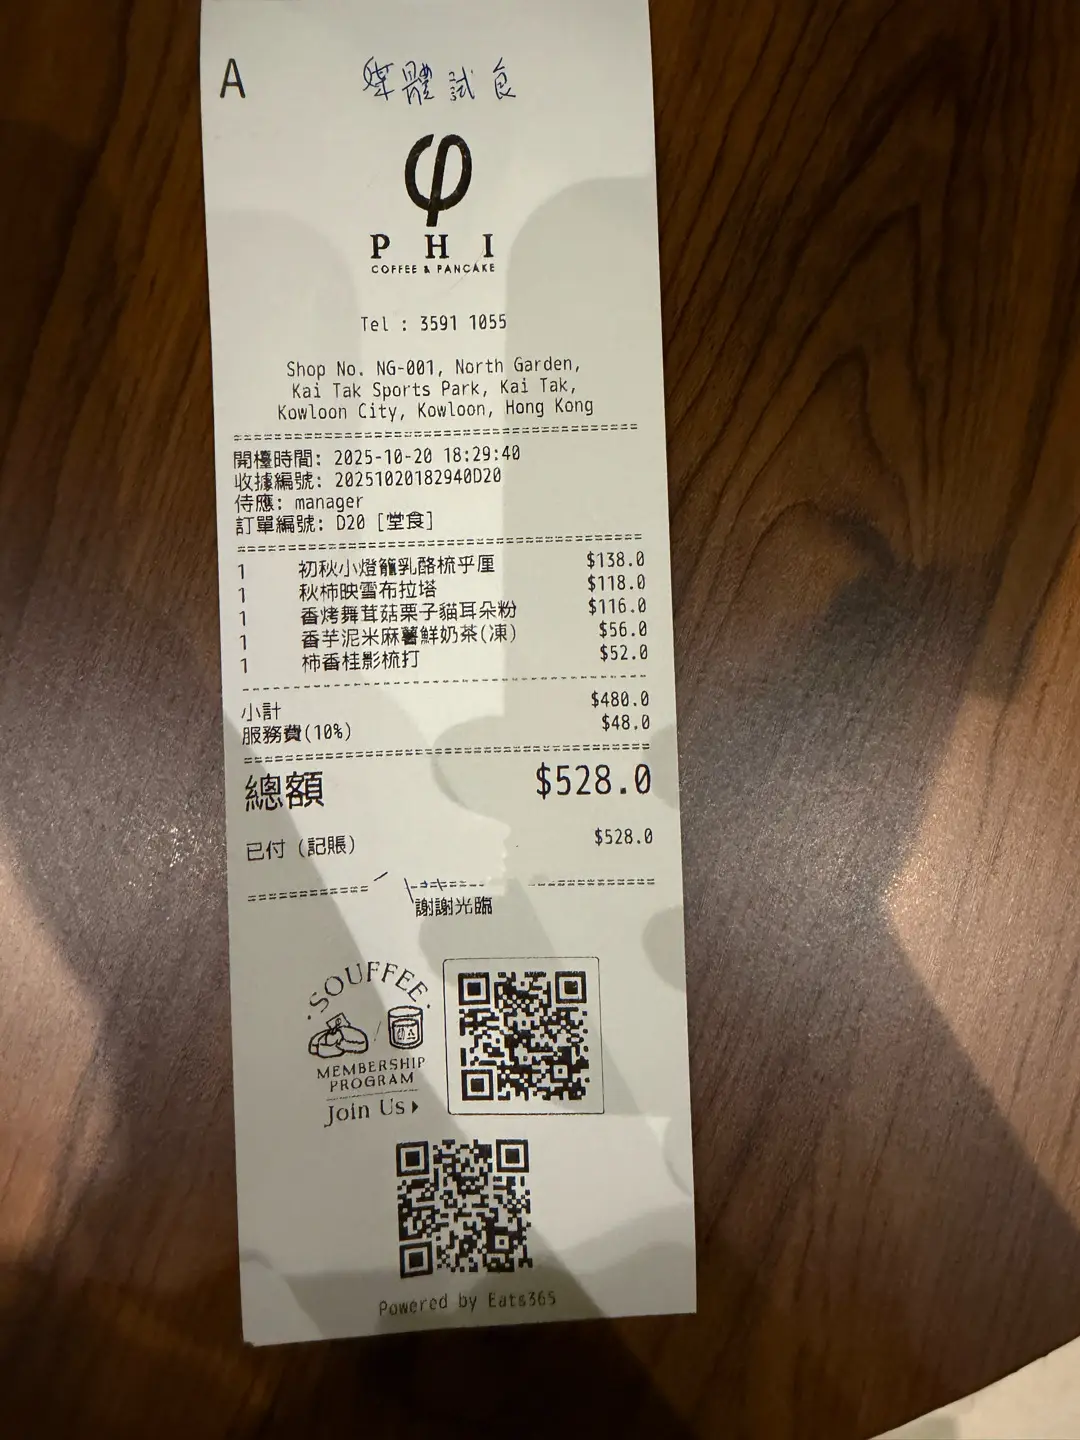 A
媒體試食
φ
PHI
COFFEE & PANCAKE
Tel : 3591 1055
Shop No. NG-001, North Garden,
Kai Tak Sports Park, Kai Tak,
Kowloon City, Kowloon, Hong Kong
開檯時間: 2025-10-20 18:29:40
收據編號: 20251020182940D20
侍應: manager
訂單編號: D20 [堂食]
1 初秋小燈籠乳酪梳乎厘 $138.0
1 秋柿映雪布拉塔 $118.0
1 香烤舞茸菇栗子貓耳朵粉 $116.0
1 香芋泥米麻薯鮮奶茶(凍) $56.0
1 柿香桂影梳打 $52.0
小計 $480.0
服務費(10%) $48.0
總額 $528.0
已付 (記賬) $528.0
謝謝光臨
SOUFFEE
MEMBERSHIP
PROGRAM
Join Us
Powered by Eats365